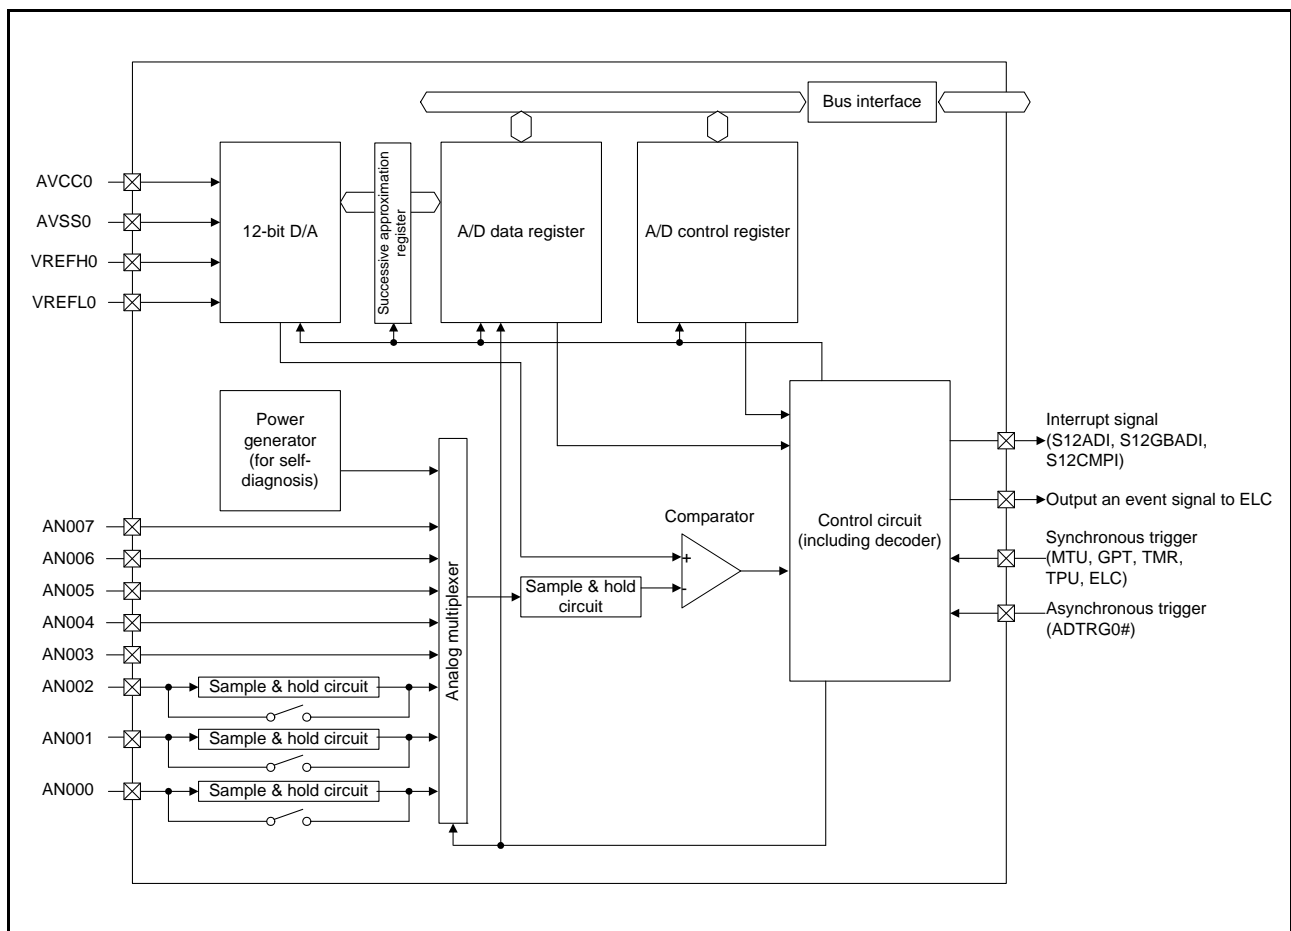 Bus interface
AVCC0
AVSS0
VREFH0
VREFL0
12-bit D/A
Successive approximation
register
A/D data register
A/D control register
Power
generator
(for self-
diagnosis)
Interrupt signal
(S12ADI, S12GBADI,
S12CMPI)
Output an event signal to ELC
Synchronous trigger
(MTU, GPT, TMR,
TPU, ELC)
Asynchronous trigger
(ADTRG0#)
Control circuit
(including decoder)
Comparator
+
-
Sample & hold
circuit
Analog multiplexer
AN007
AN006
AN005
AN004
AN003
AN002
Sample & hold circuit
AN001
Sample & hold circuit
AN000
Sample & hold circuit